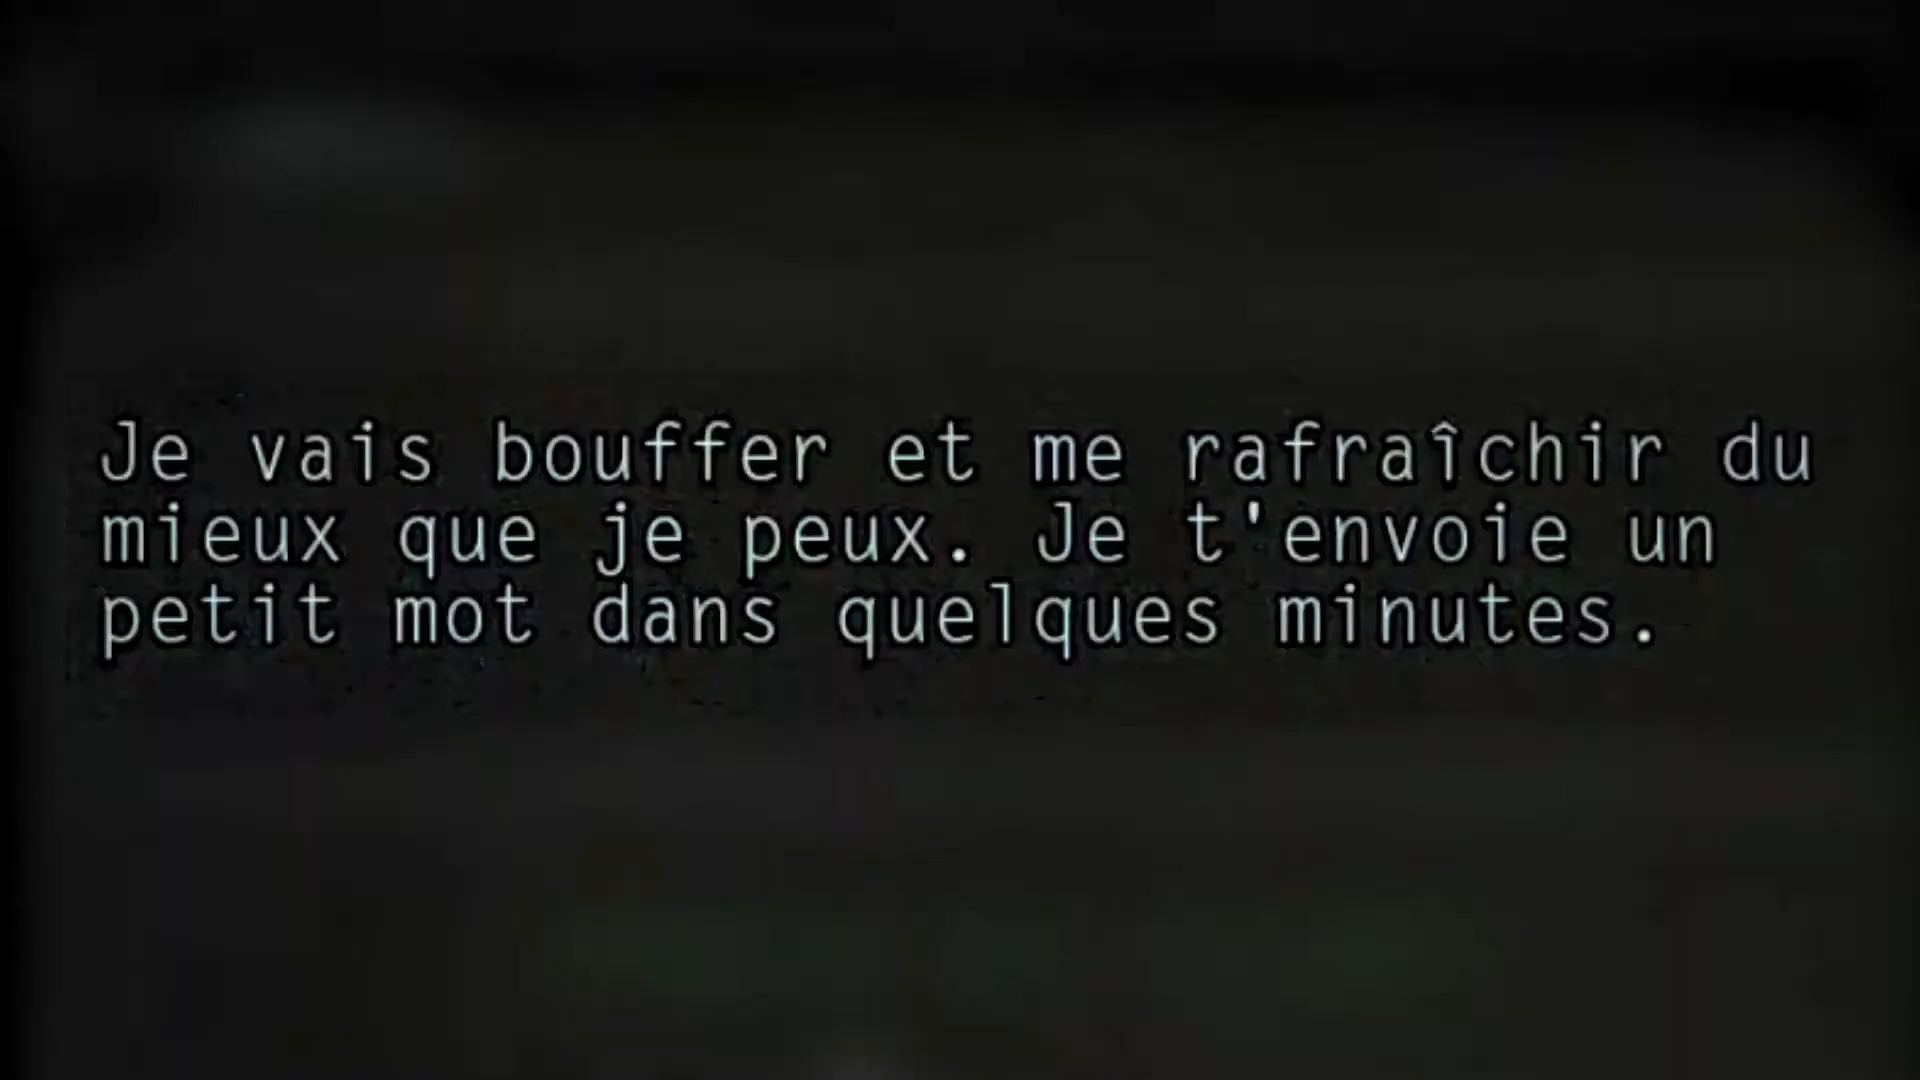 Je vais bouffer et me rafraîchir du
mieux que je peux. Je t'envoie un
petit mot dans quelques minutes.